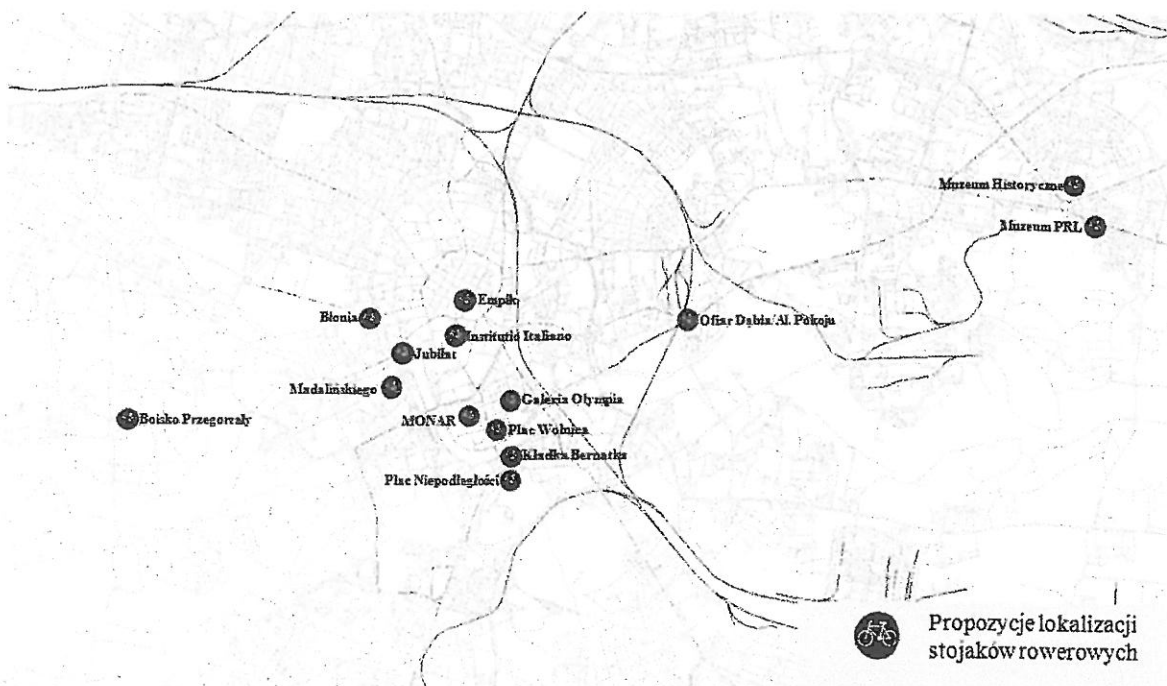 Muzeum Historyczne
Muzeum PRL
Empik
Błonia
Institutio Italiano
Ofiar Dąbia/Al. Pokoju
Jubilat
Madalińskiego
Galeria Olympia
Boisko Przegorzały
MONAR
Plac Wolnica
Kładka Bernatka
Plac Niepodległości
Propozycje lokalizacji
stojaków rowerowych